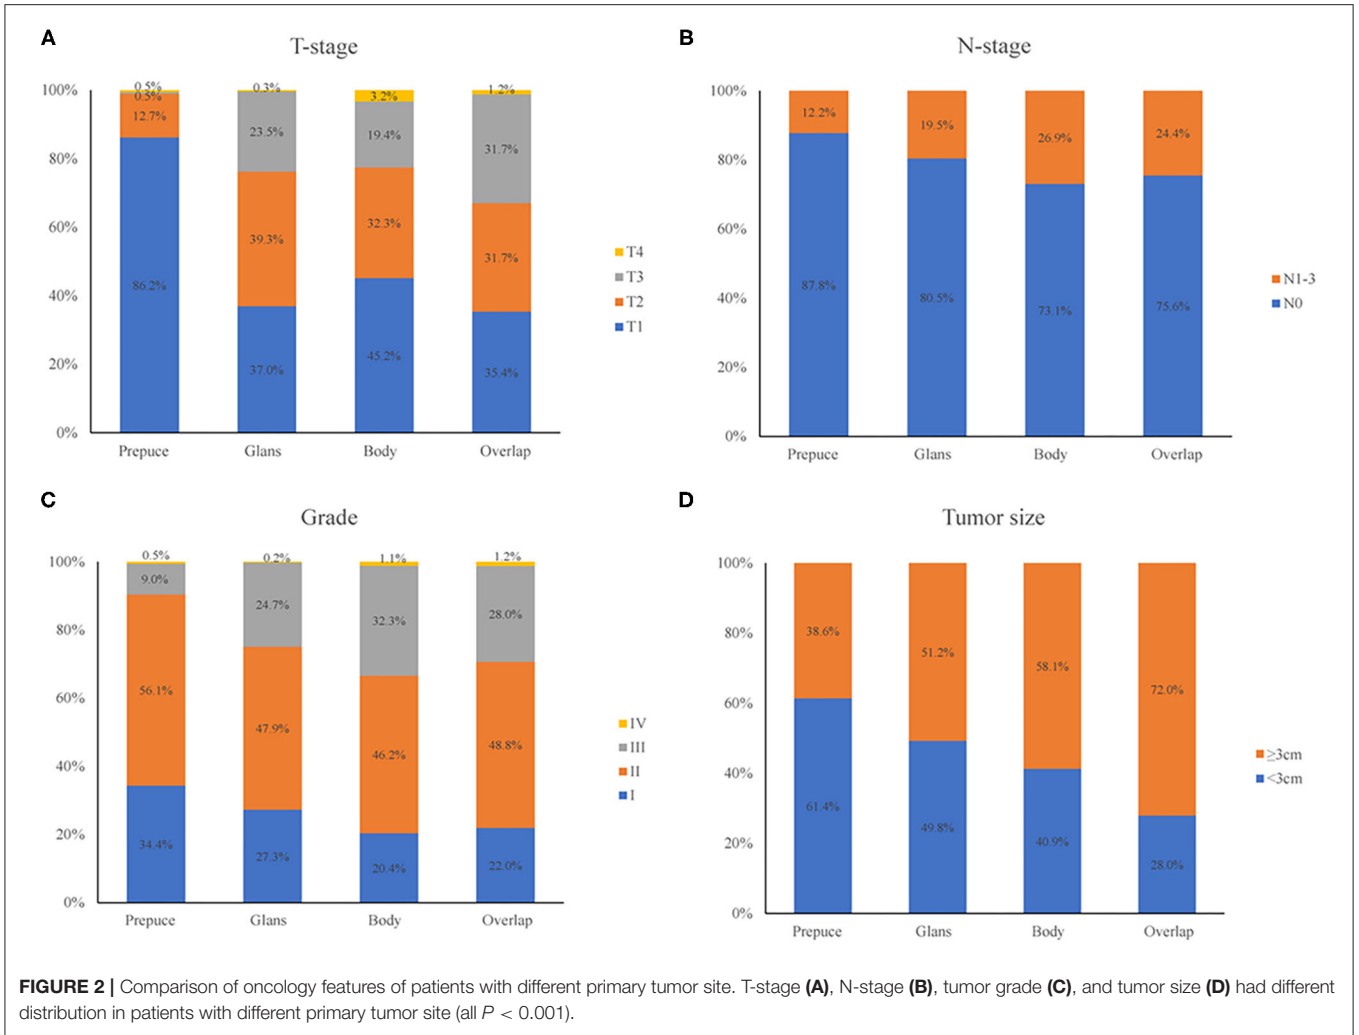 A
T-stage
100%
80%
60%
40%
20%
0%
0.5%
0.5%
12.7%
86.2%
0.3%
23.5%
39.3%
37.0%
3.2%
19.4%
32.3%
45.2%
1.2%
31.7%
31.7%
35.4%
Prepuce Glans Body Overlap
T4
T3
T2
T1
B
N-stage
100%
80%
60%
40%
20%
0%
12.2%
87.8%
19.5%
80.5%
26.9%
73.1%
24.4%
75.6%
Prepuce Glans Body Overlap
N1-3
N0
C
Grade
100%
80%
60%
40%
20%
0%
0.5%
9.0%
56.1%
34.4%
0.2%
24.7%
47.9%
27.3%
1.1%
32.3%
46.2%
20.4%
1.2%
28.0%
48.8%
22.0%
Prepuce Glans Body Overlap
IV
III
II
I
D
Tumor size
100%
80%
60%
40%
20%
0%
38.6%
61.4%
51.2%
49.8%
58.1%
40.9%
72.0%
28.0%
Prepuce Glans Body Overlap
≥3cm
<3cm
FIGURE 2 | Comparison of oncology features of patients with different primary tumor site. T-stage (A), N-stage (B), tumor grade (C), and tumor size (D) had different
distribution in patients with different primary tumor site (all P < 0.001).